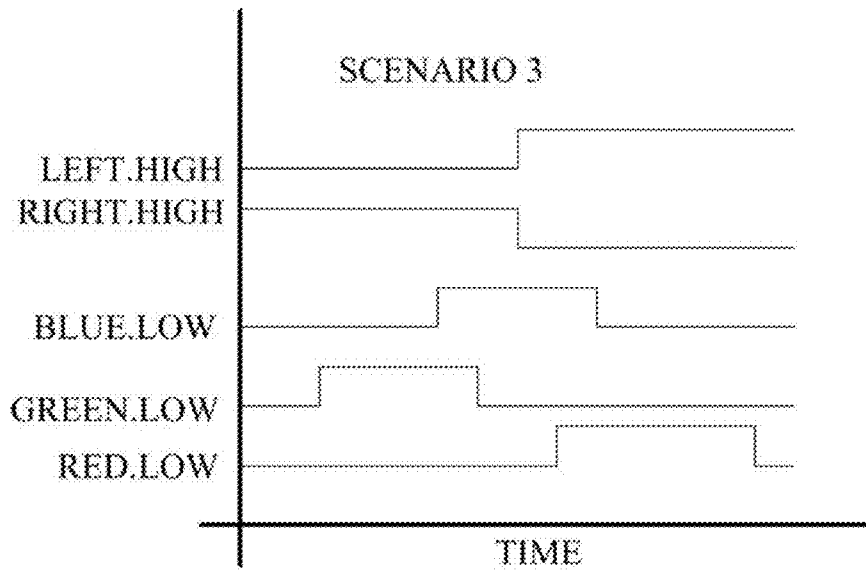 SCENARIO 3
LEFT.HIGH
RIGHT.HIGH
BLUE.LOW
GREEN.LOW
RED.LOW
TIME